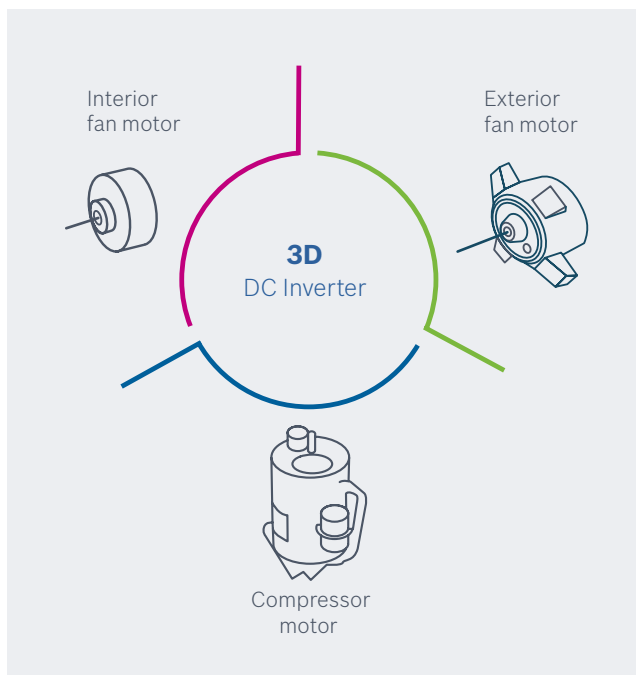 Interior
fan motor
Exterior
fan motor
3D
DC Inverter
Compressor
motor